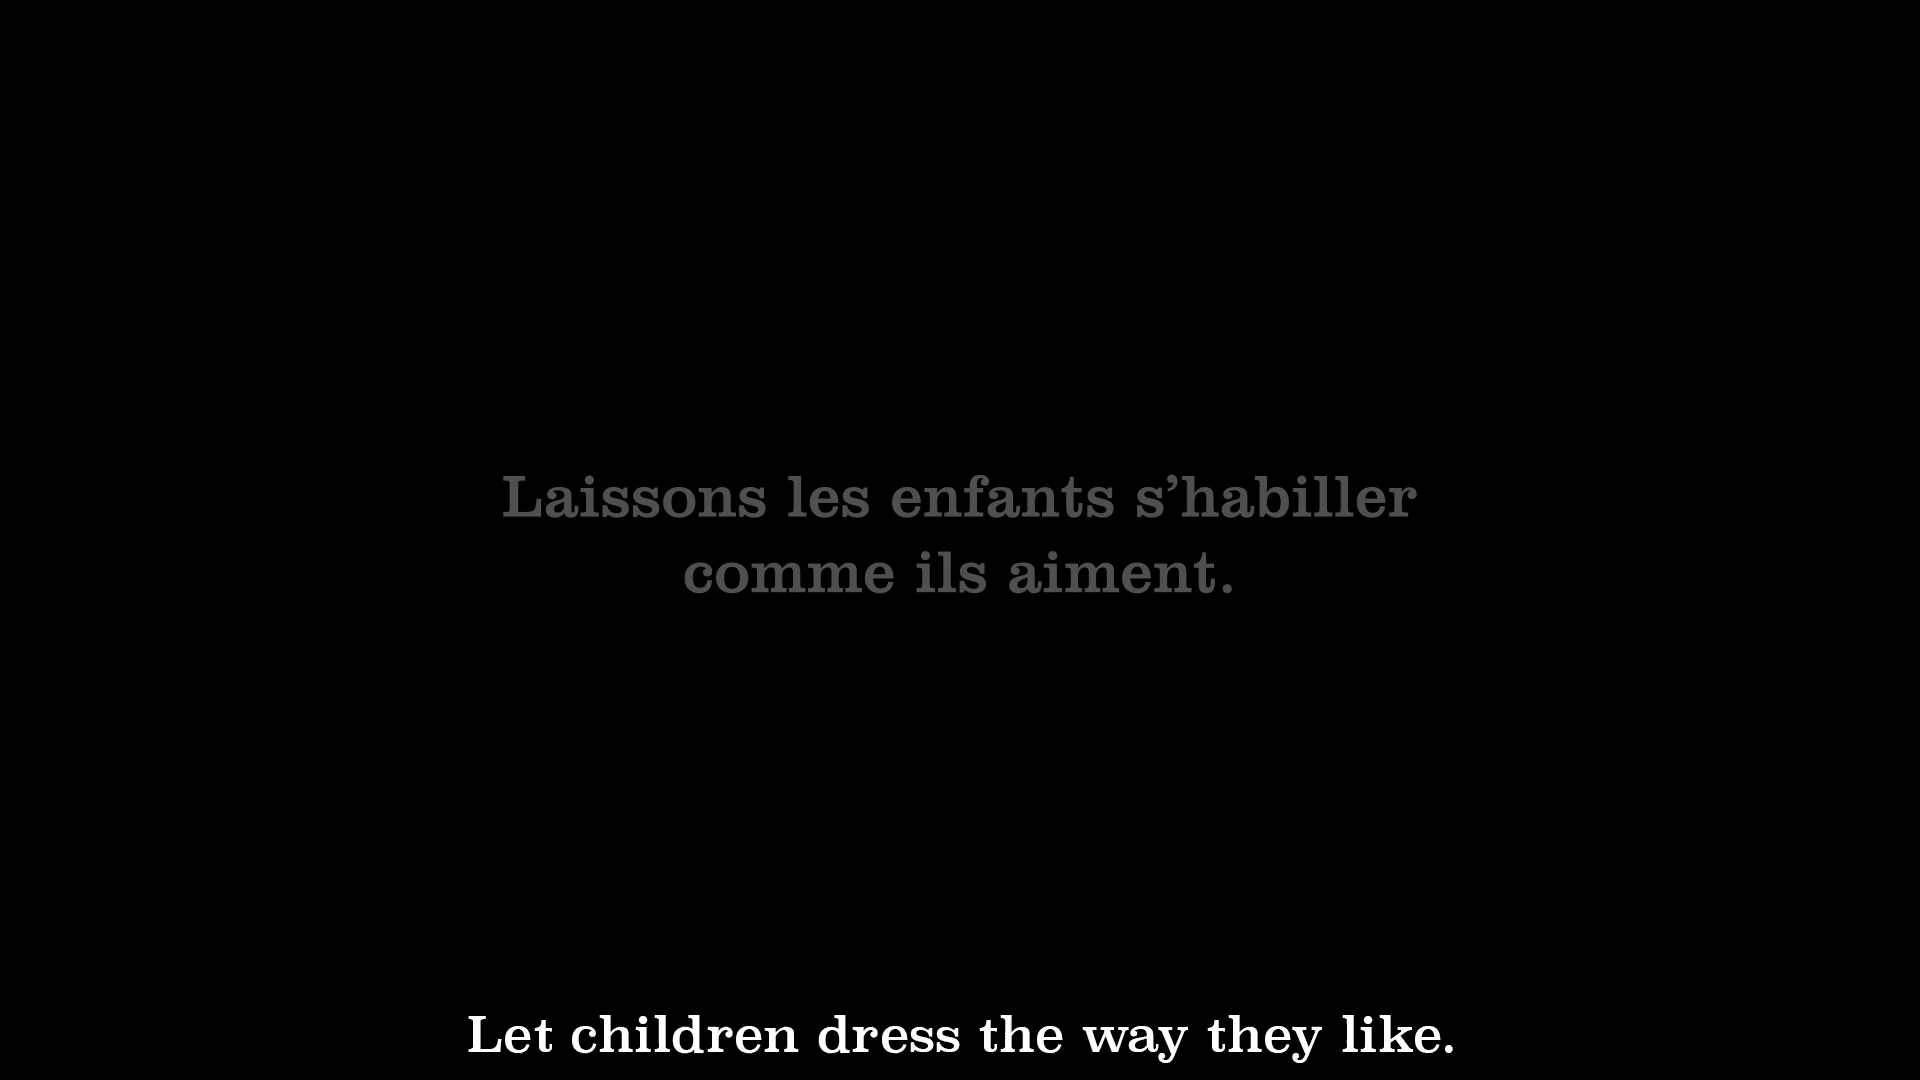 Laissons les enfants s’habiller
comme ils aiment.
Let children dress the way they like.